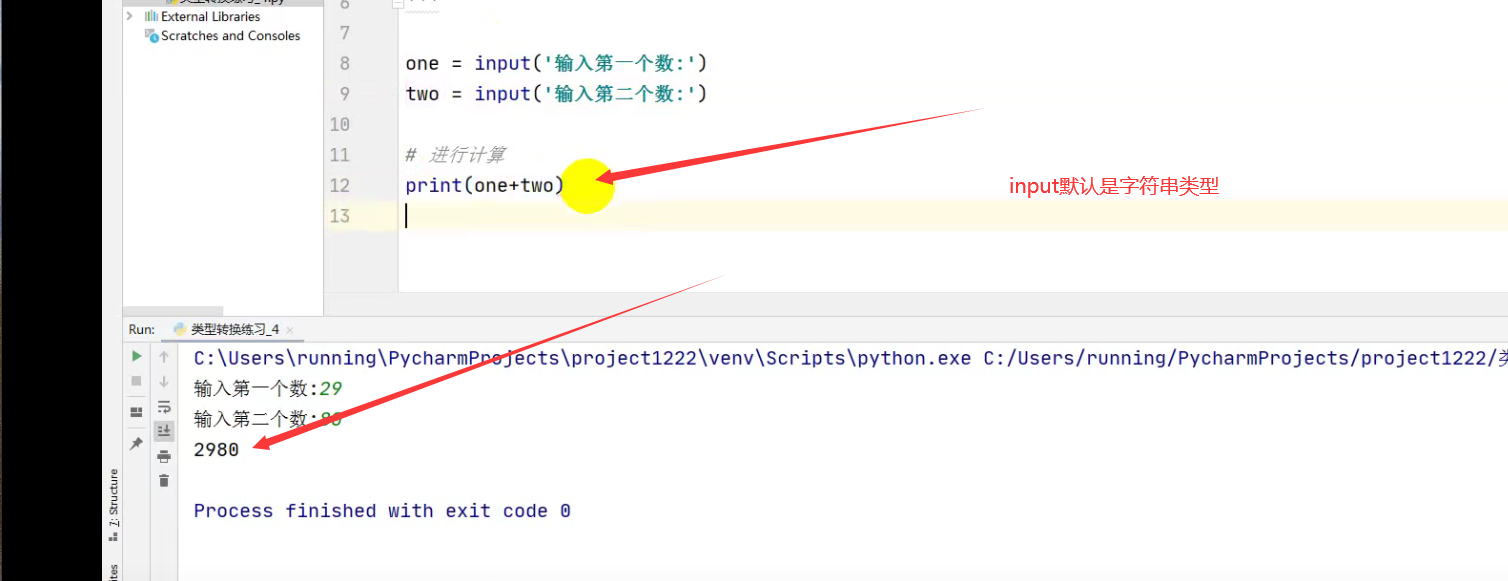 External Libraries
Scratches and Consoles
6
7
8 one = input('输入第一个数:')
9 two = input('输入第二个数:')
10
11 # 进行计算
12 print(one+two)
13
input默认是字符串类型
Run: 类型转换练习_4
C:\Users\running\PycharmProjects\project1222\venv\Scripts\python.exe C:/Users/running/PycharmProjects/project1222/
输入第一个数:29
输入第二个数:80
2980
Process finished with exit code 0
7: Structure